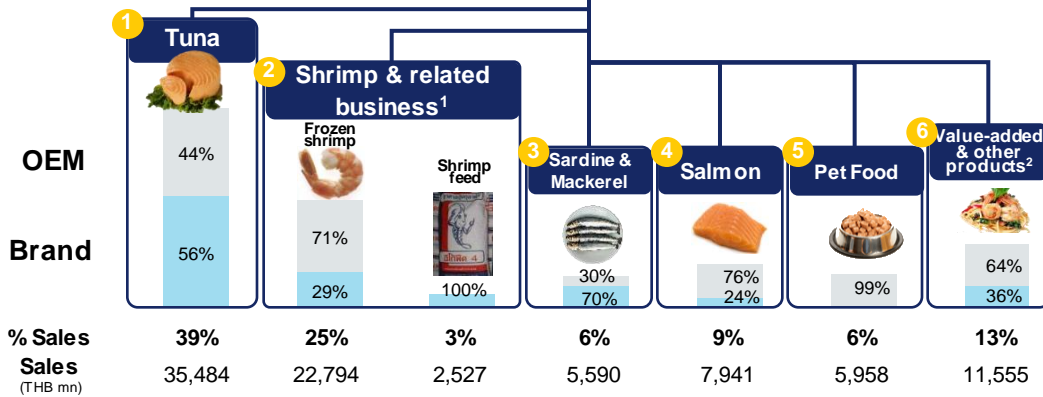 1
Tuna
2
Shrimp & related
business1
Frozen
shrimp
Shrimp
feed
3
Sardine &
Mackerel
4
Salmon
5
Pet Food
6
Value-added
& other
products2
OEM
44%
71%
30%
76%
99%
64%
Brand
56%
29%
100%
70%
24%
36%
% Sales 39% 25% 3% 6% 9% 6% 13%
Sales
(THB mn)
35,484 22,794 2,527 5,590 7,941 5,958 11,555